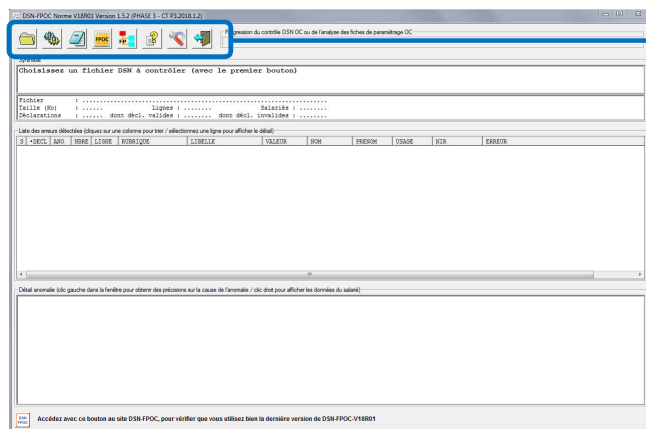 DSN-FPOC Norme V18R01 Version 1.5.2 (PHASE 3 - CT P3.2018.1.2)
FPOC
FP
Progression du contrôle DSN OC ou de l'analyse des fiches de paramétrage OC
Synthèse
Choisissez un fichier DSN à contrôler (avec le premier bouton)
Fichier : ......................................................
Taille (Ko) : ...... Lignes : ........ Salariés : ........
Déclarations : ...... dont décl. valides : ........ dont décl. invalides : ........
Liste des erreurs détectées (cliquez sur une colonne pour trier / sélectionnez une ligne pour afficher le détail)
S •DECL ANO NBRE LIGNE RUBRIQUE LIBELLE VALEUR NOM PRENOM USAGE NIR ERREUR
Détail anomalie (clic gauche dans la fenêtre pour obtenir des précisions sur la cause de l'anomalie / clic droit pour afficher les données du salarié)
DSN
FPOC
Accédez avec ce bouton au site DSN-FPOC, pour vérifier que vous utilisez bien la dernière version de DSN-FPOC-V18R01